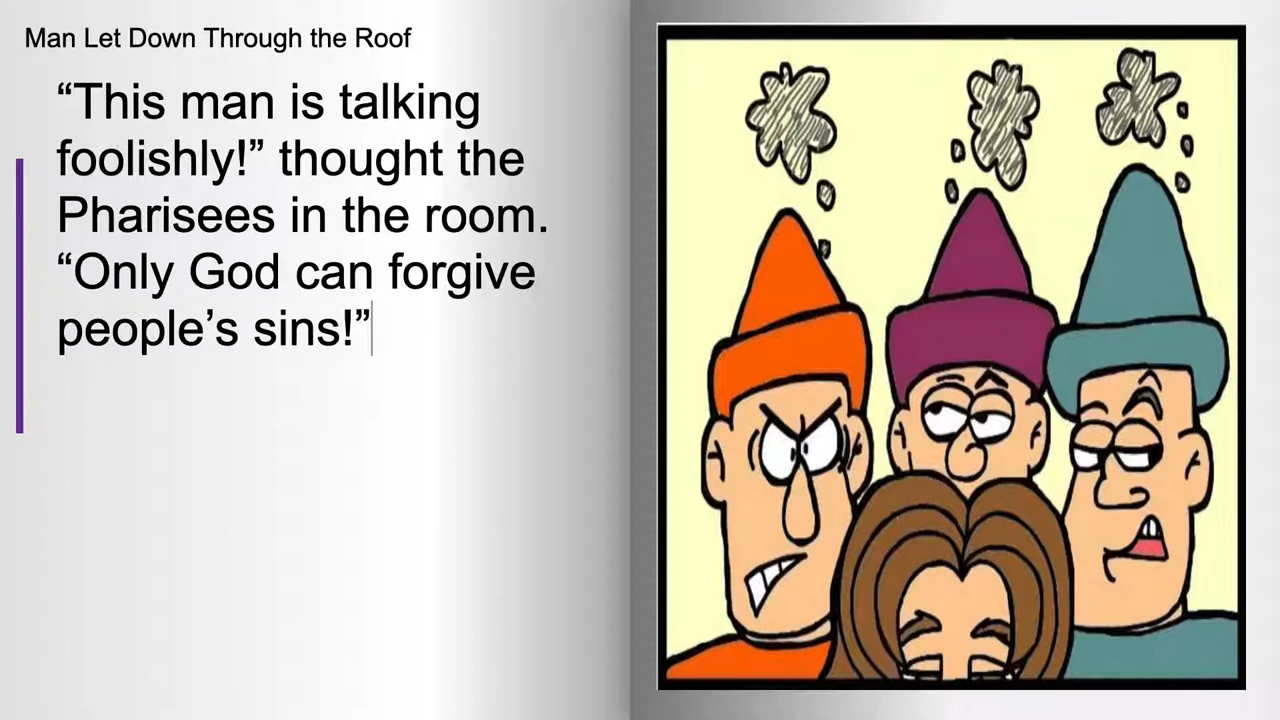 Man Let Down Through the Roof
“This man is talking
foolishly!” thought the
Pharisees in the room.
“Only God can forgive
people’s sins!”